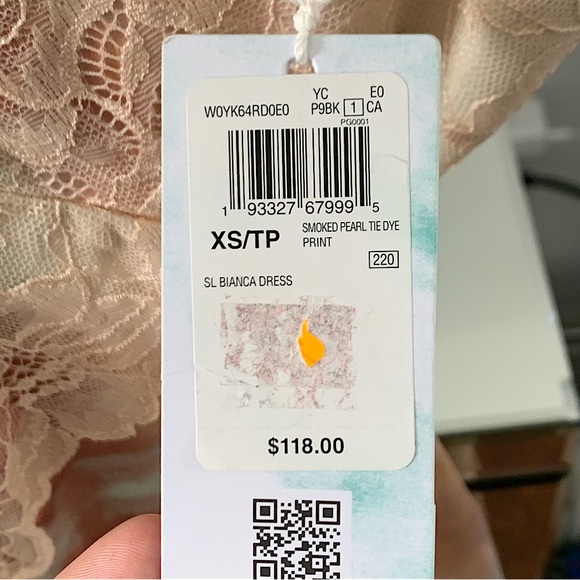 YC E0
W0YK64RD0E0 P9BK 1 CA
PG0001
1 93327 67999 5
XS/TP SMOKED PEARL TIE DYE
PRINT
220
SL BIANCA DRESS
$118.00